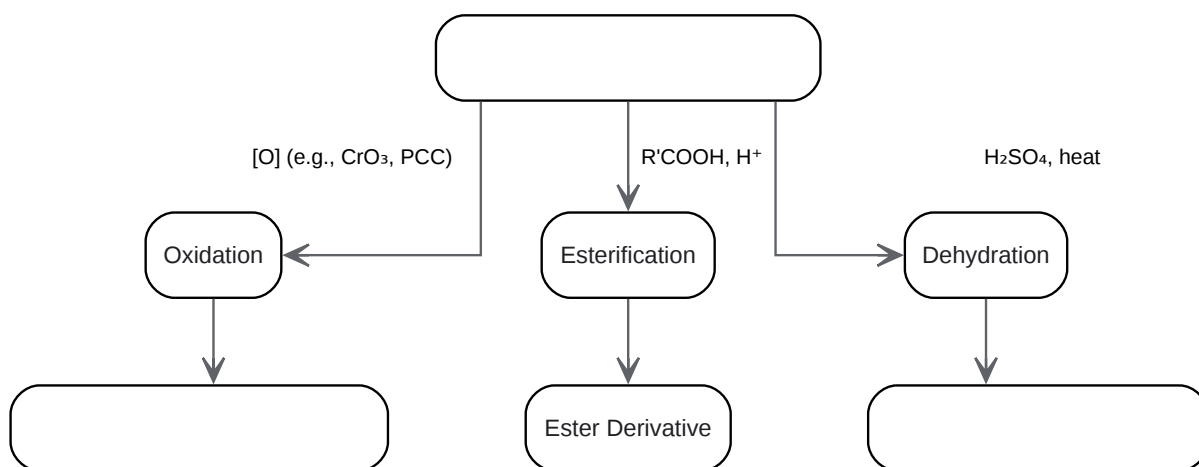 [O] (e.g., CrO₃, PCC)
R'COOH, H⁺
H₂SO₄, heat
Oxidation
Esterification
Dehydration
Ester Derivative